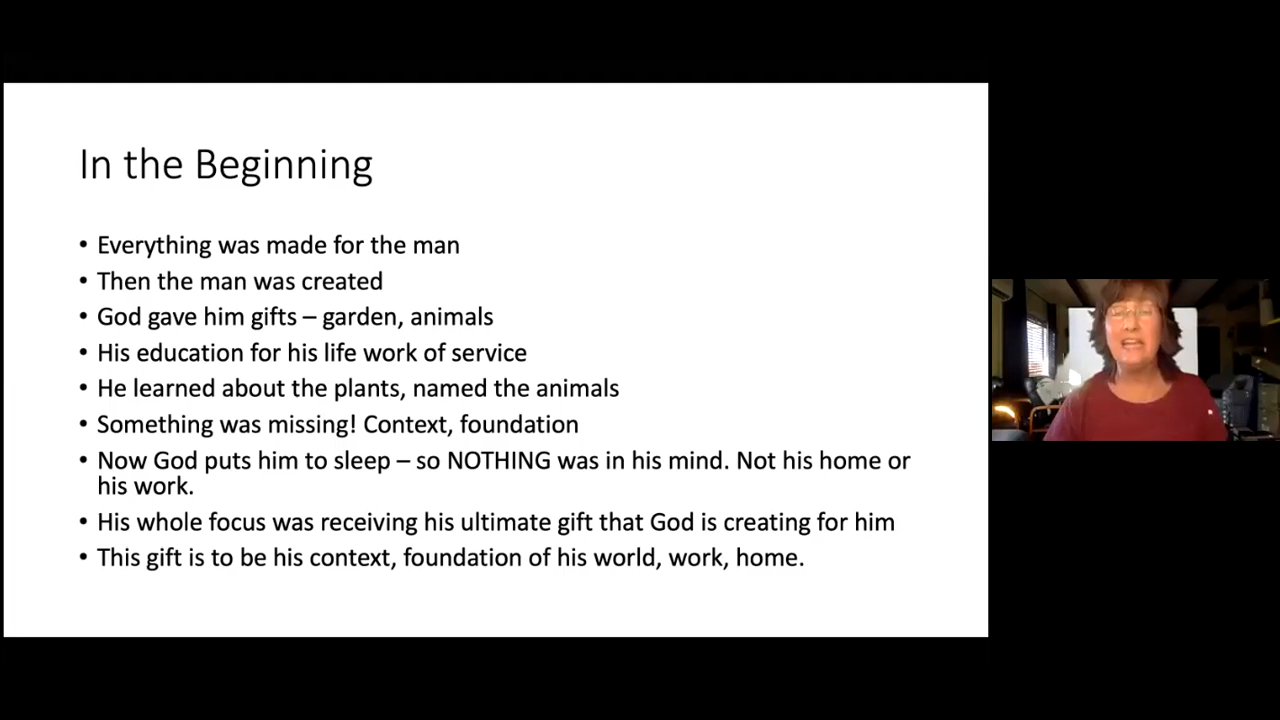 In the Beginning
• Everything was made for the man
• Then the man was created
• God gave him gifts – garden, animals
• His education for his life work of service
• He learned about the plants, named the animals
• Something was missing! Context, foundation
• Now God puts him to sleep – so NOTHING was in his mind. Not his home or
his work.
• His whole focus was receiving his ultimate gift that God is creating for him
• This gift is to be his context, foundation of his world, work, home.